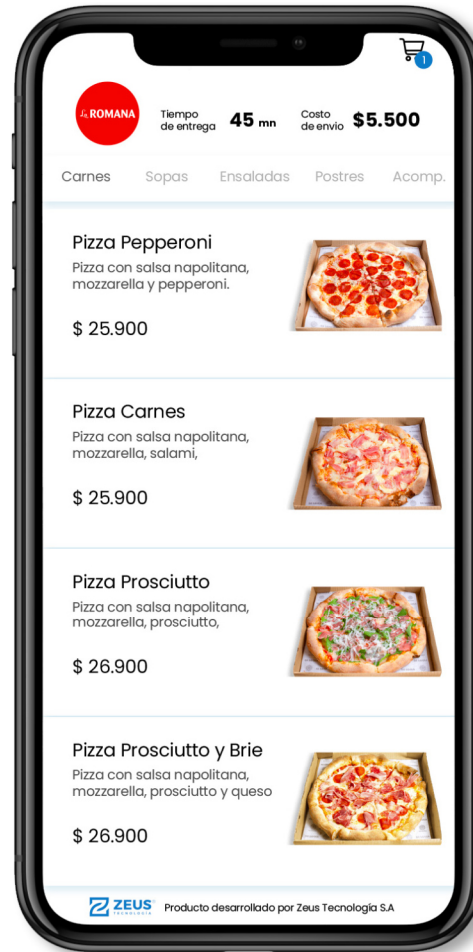 1
La ROMANA
Tiempo de entrega 45 mn
Costo de envio $5.500
Carnes Sopas Ensaladas Postres Acomp.
Pizza Pepperoni
Pizza con salsa napolitana,
mozzarella y pepperoni.
$ 25.900
Pizza Carnes
Pizza con salsa napolitana,
mozzarella, salami,
$ 25.900
Pizza Prosciutto
Pizza con salsa napolitana,
mozzarella, prosciutto,
$ 26.900
Pizza Prosciutto y Brie
Pizza con salsa napolitana,
mozzarella, prosciutto y queso
$ 26.900
ZEUS
TECNOLOGÍA
Producto desarrollado por Zeus Tecnología S.A